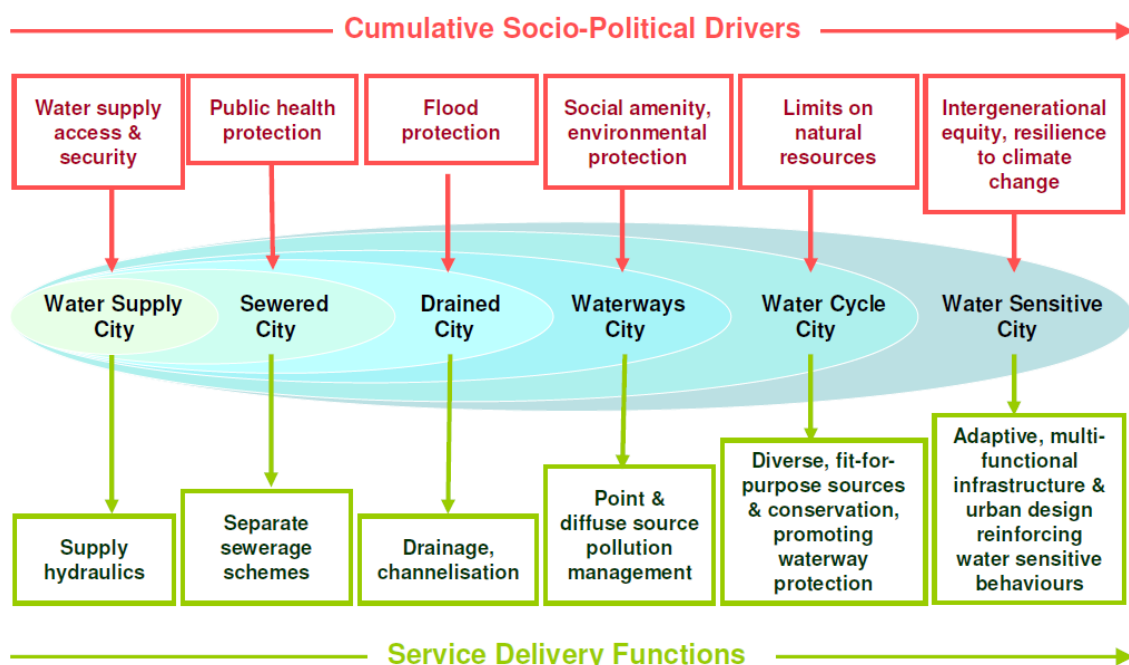 Cumulative Socio-Political Drivers
Water supply
access &
security
Public health
protection
Flood
protection
Social amenity,
environmental
protection
Limits on
natural
resources
Intergenerational
equity, resilience
to climate
change
Water Supply
City
Sewered
City
Drained
City
Waterways
City
Water Cycle
City
Water Sensitive
City
Supply
hydraulics
Separate
sewerage
schemes
Drainage,
channelisation
Point &
diffuse source
pollution
management
Diverse, fit-for-
purpose sources
& conservation,
promoting
waterway
protection
Adaptive, multi-
functional
infrastructure &
urban design
reinforcing
water sensitive
behaviours
Service Delivery Functions